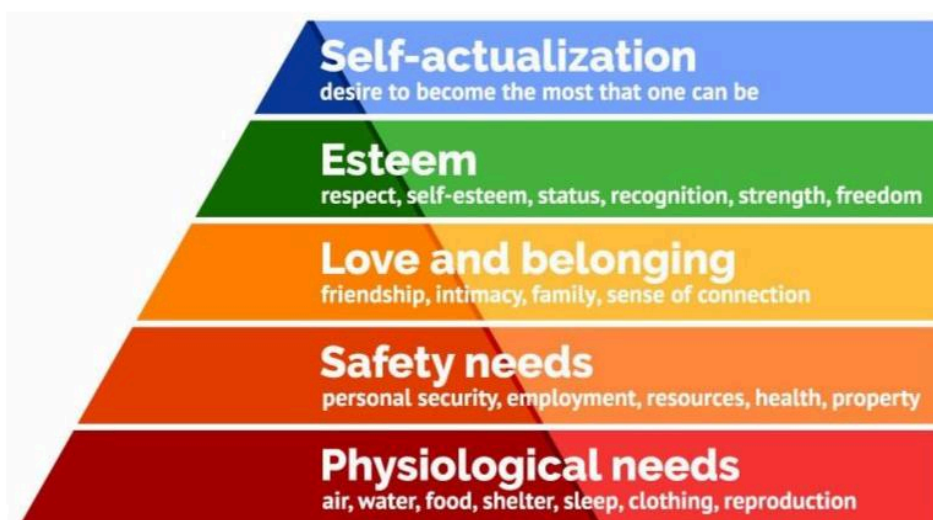 Self-actualization
desire to become the most that one can be
Esteem
respect, self-esteem, status, recognition, strength, freedom
Love and belonging
friendship, intimacy, family, sense of connection
Safety needs
personal security, employment, resources, health, property
Physiological needs
air, water, food, shelter, sleep, clothing, reproduction